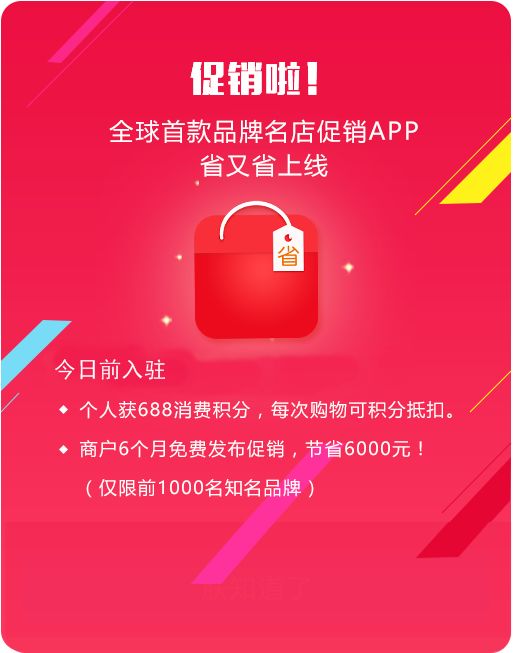 促销啦！
全球首款品牌名店促销APP
省又省上线
省
今日前入驻
个人获688消费积分，每次购物可积分抵扣。
商户6个月免费发布促销，节省6000元！
（仅限前1000名知名品牌）
朕知道了